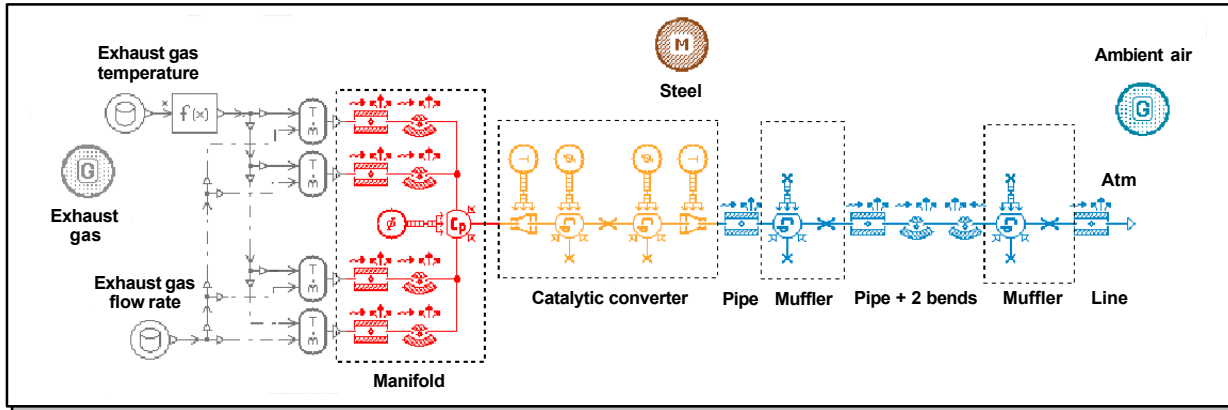 Exhaust gas
temperature
f(x)
T
ṁ
T
ṁ
G
Exhaust
gas
Exhaust gas
flow rate
T
ṁ
T
ṁ
Manifold
Cp
M
Steel
Catalytic converter
Pipe
Muffler
Pipe + 2 bends
Muffler
Line
Atm
Ambient air
G